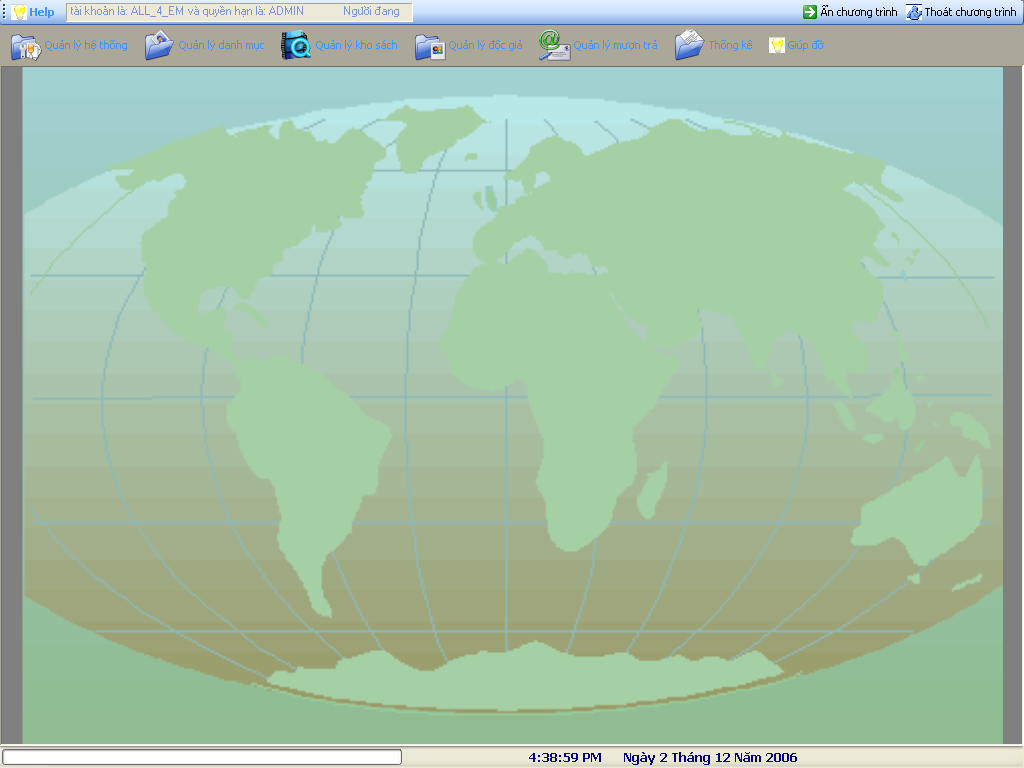 Help tài khoản là: ALL_4_EM và quyền hạn là: ADMIN Người đang Ẩn chương trình Thoát chương trình
Quản lý hệ thống Quản lý danh mục Quản lý kho sách Quản lý độc giả Quản lý mượn trả Thống kê Giúp đỡ
4:38:59 PM Ngày 2 Tháng 12 Năm 2006